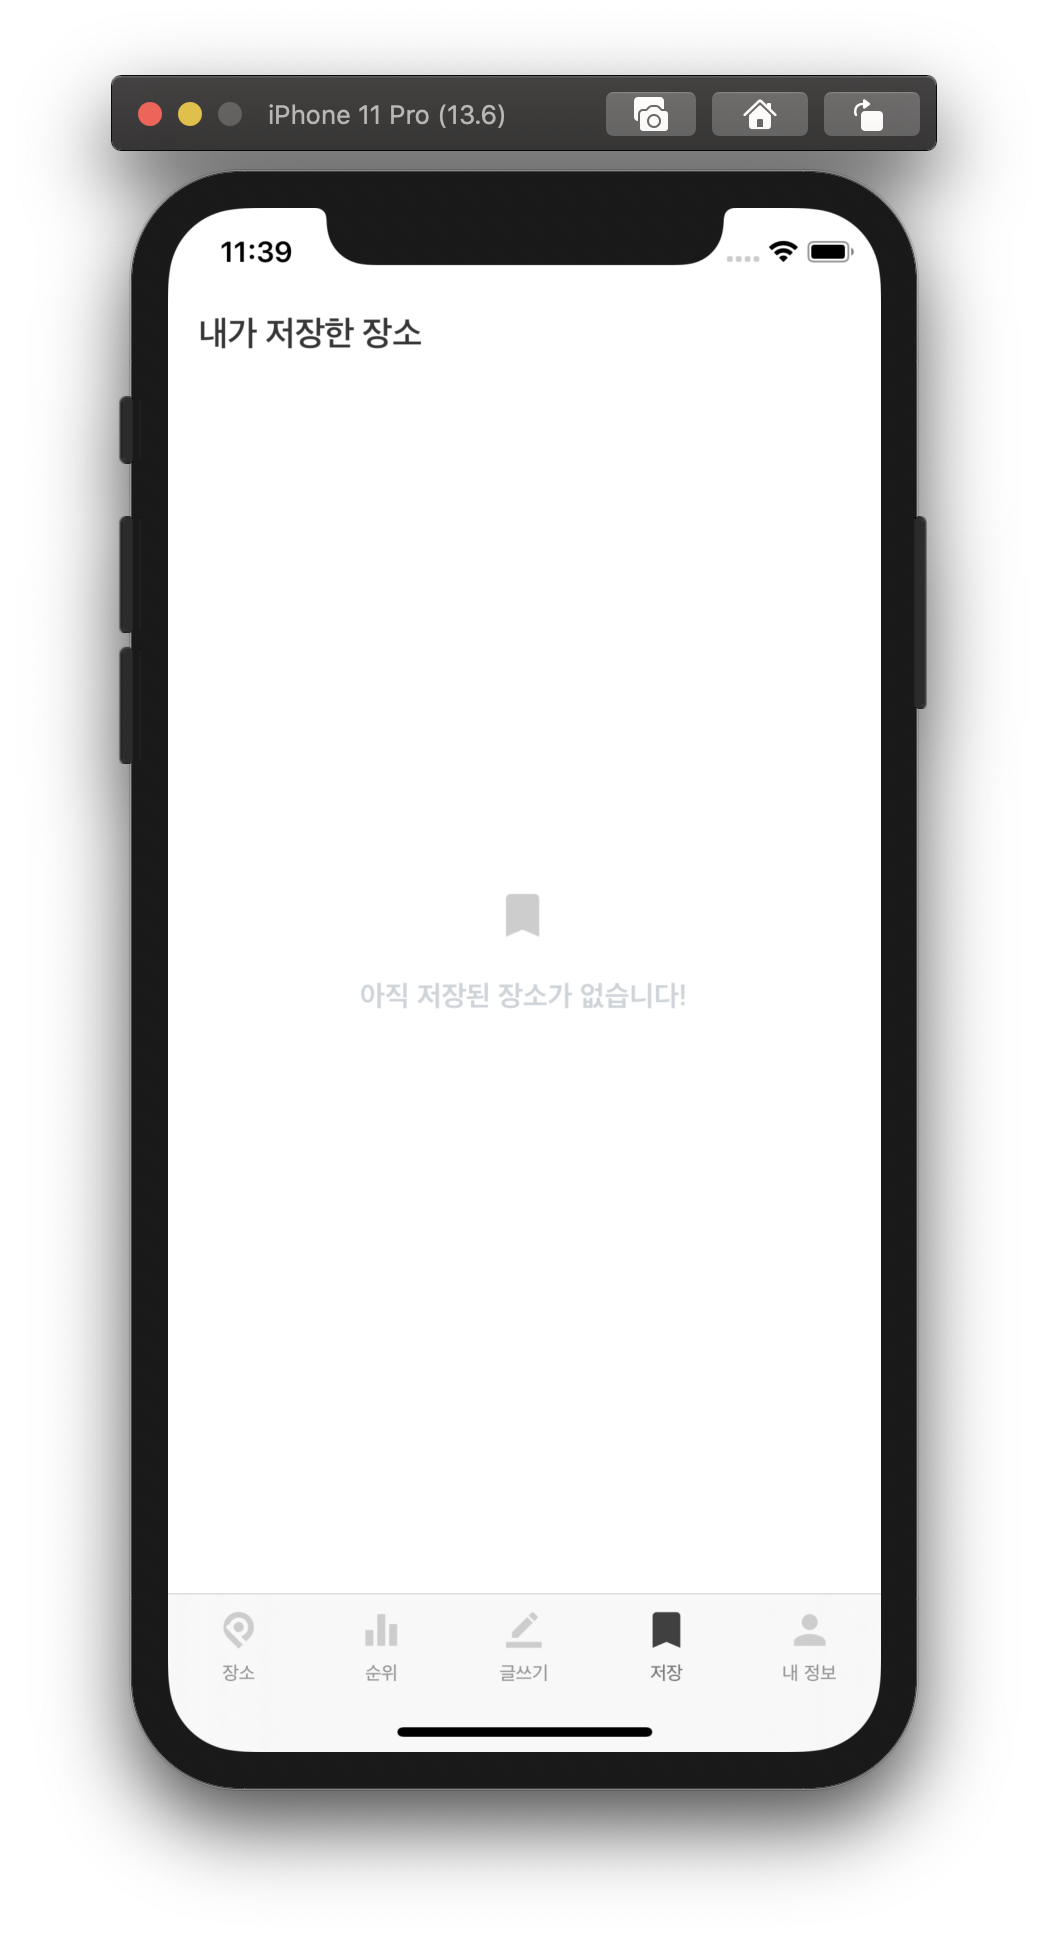 iPhone 11 Pro (13.6)
11:39
내가 저장한 장소
아직 저장된 장소가 없습니다!
장소
순위
글쓰기
저장
내 정보